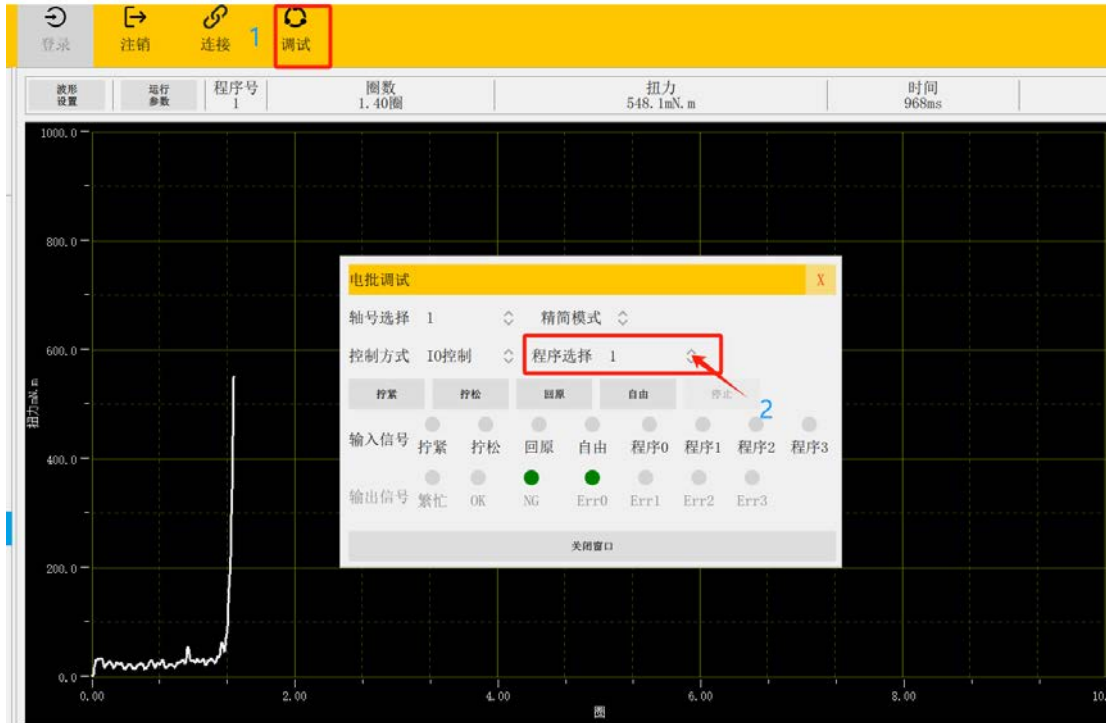 登录 注销 连接 1 调试
波形设置 运行参数 程序号 1 圈数 1.40圈 扭力 548.1mN.m 时间 968ms
1000.0
800.0
电批调试 X
轴号选择 1 精简模式
600.0
控制方式 IO控制 程序选择 1
拧紧 拧松 回原 自由 停止
2
扭力mN.m
输入信号 拧紧 拧松 回原 自由 程序0 程序1 程序2 程序3
400.0
输出信号 繁忙 OK NG Err0 Err1 Err2 Err3
关闭窗口
200.0
0.0
0.00 2.00 4.00 6.00 8.00 10.
圈